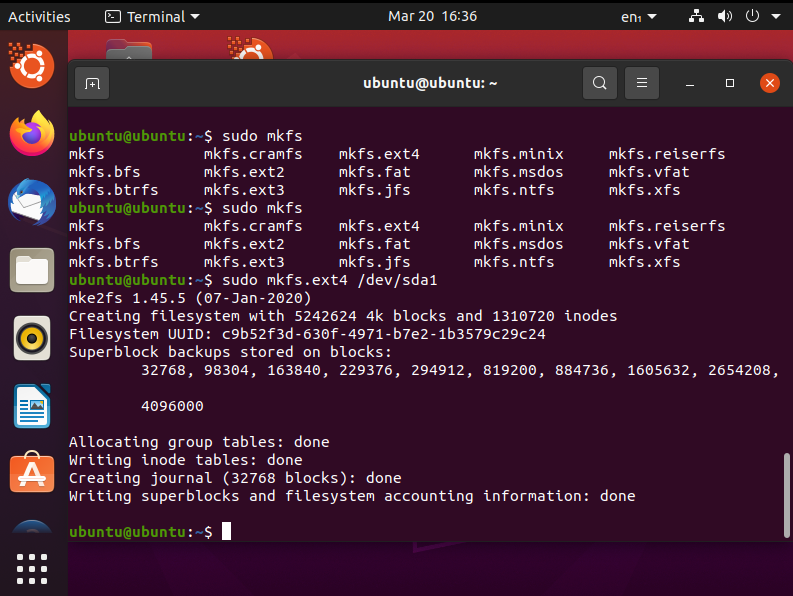 Activities Terminal Mar 20 16:36 en₁
ubuntu@ubuntu: ~
ubuntu@ubuntu:~$ sudo mkfs
mkfs mkfs.cramfs mkfs.ext4 mkfs.minix mkfs.reiserfs
mkfs.bfs mkfs.ext2 mkfs.fat mkfs.msdos mkfs.vfat
mkfs.btrfs mkfs.ext3 mkfs.jfs mkfs.ntfs mkfs.xfs
ubuntu@ubuntu:~$ sudo mkfs
mkfs mkfs.cramfs mkfs.ext4 mkfs.minix mkfs.reiserfs
mkfs.bfs mkfs.ext2 mkfs.fat mkfs.msdos mkfs.vfat
mkfs.btrfs mkfs.ext3 mkfs.jfs mkfs.ntfs mkfs.xfs
ubuntu@ubuntu:~$ sudo mkfs.ext4 /dev/sda1
mke2fs 1.45.5 (07-Jan-2020)
Creating filesystem with 5242624 4k blocks and 1310720 inodes
Filesystem UUID: c9b52f3d-630f-4971-b7e2-1b3579c29c24
Superblock backups stored on blocks:
32768, 98304, 163840, 229376, 294912, 819200, 884736, 1605632, 2654208,
4096000
Allocating group tables: done
Writing inode tables: done
Creating journal (32768 blocks): done
Writing superblocks and filesystem accounting information: done
ubuntu@ubuntu:~$